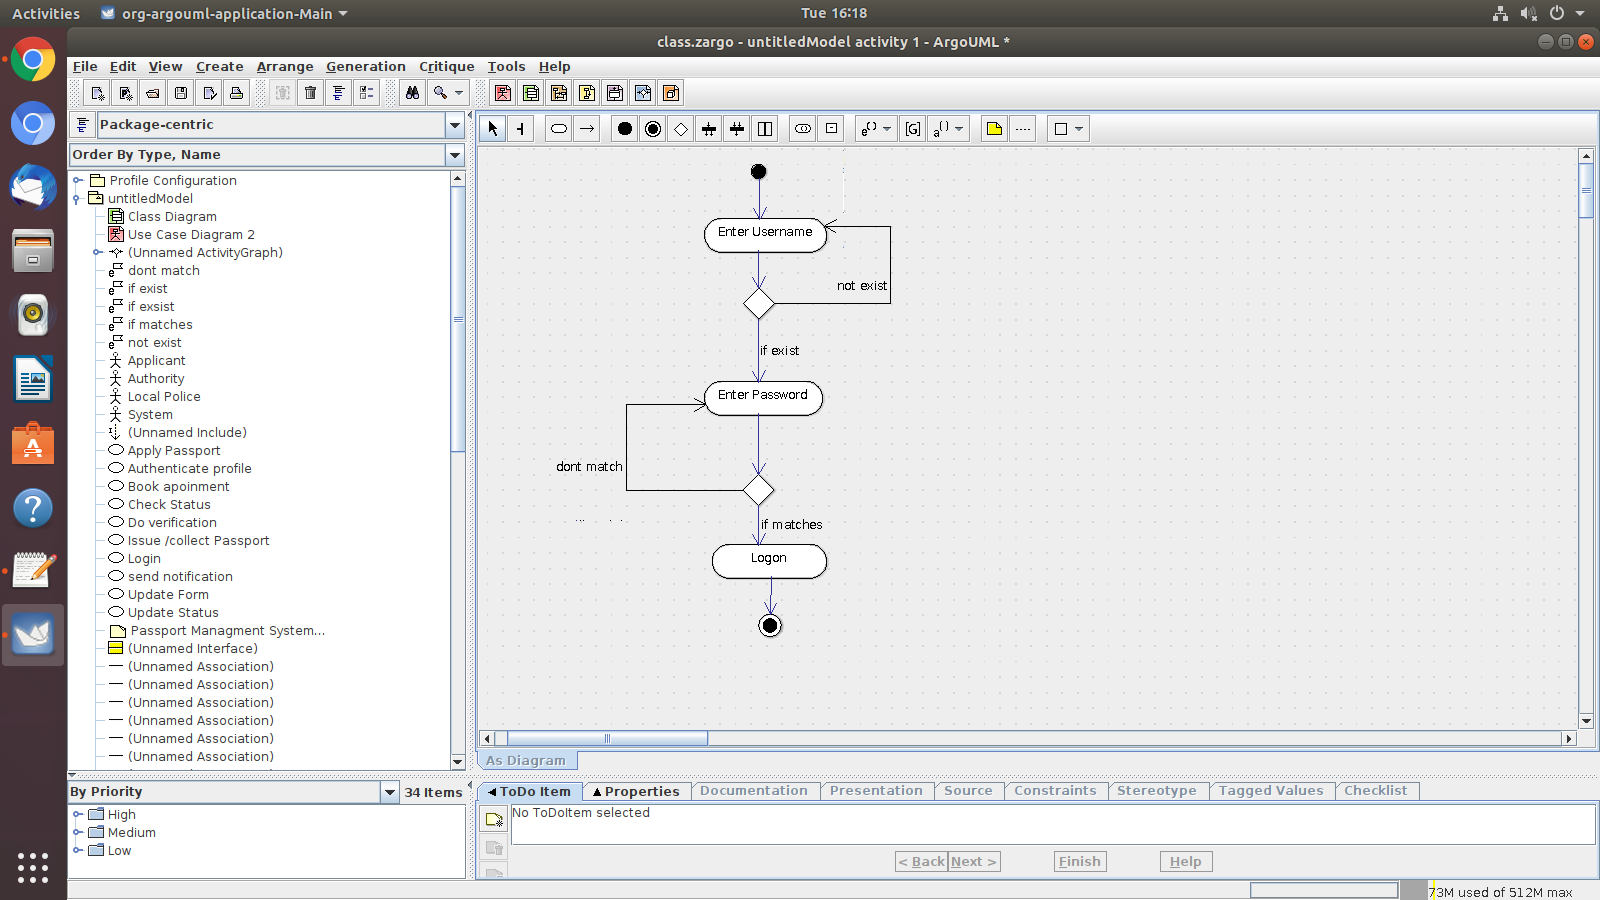 Activities org-argouml-application-Main Tue 16:18
class.zargo - untitledModel activity 1 - ArgoUML *
File Edit View Create Arrange Generation Critique Tools Help
Package-centric
Order By Type, Name
Profile Configuration
untitledModel
Class Diagram
Use Case Diagram 2
(Unnamed ActivityGraph)
dont match
if exist
if exsist
if matches
not exist
Applicant
Authority
Local Police
System
(Unnamed Include)
Apply Passport
Authenticate profile
Book apoinment
Check Status
Do verification
Issue /collect Passport
Login
send notification
Update Form
Update Status
Passport Managment System...
(Unnamed Interface)
(Unnamed Association)
(Unnamed Association)
(Unnamed Association)
(Unnamed Association)
(Unnamed Association)
(Unnamed Association)
Enter Username
not exist
if exist
Enter Password
dont match
if matches
Logon
As Diagram
By Priority 34 Items
High
Medium
Low
ToDo Item Properties Documentation Presentation Source Constraints Stereotype Tagged Values Checklist
No ToDoItem selected
< Back Next > Finish Help
73M used of 512M max